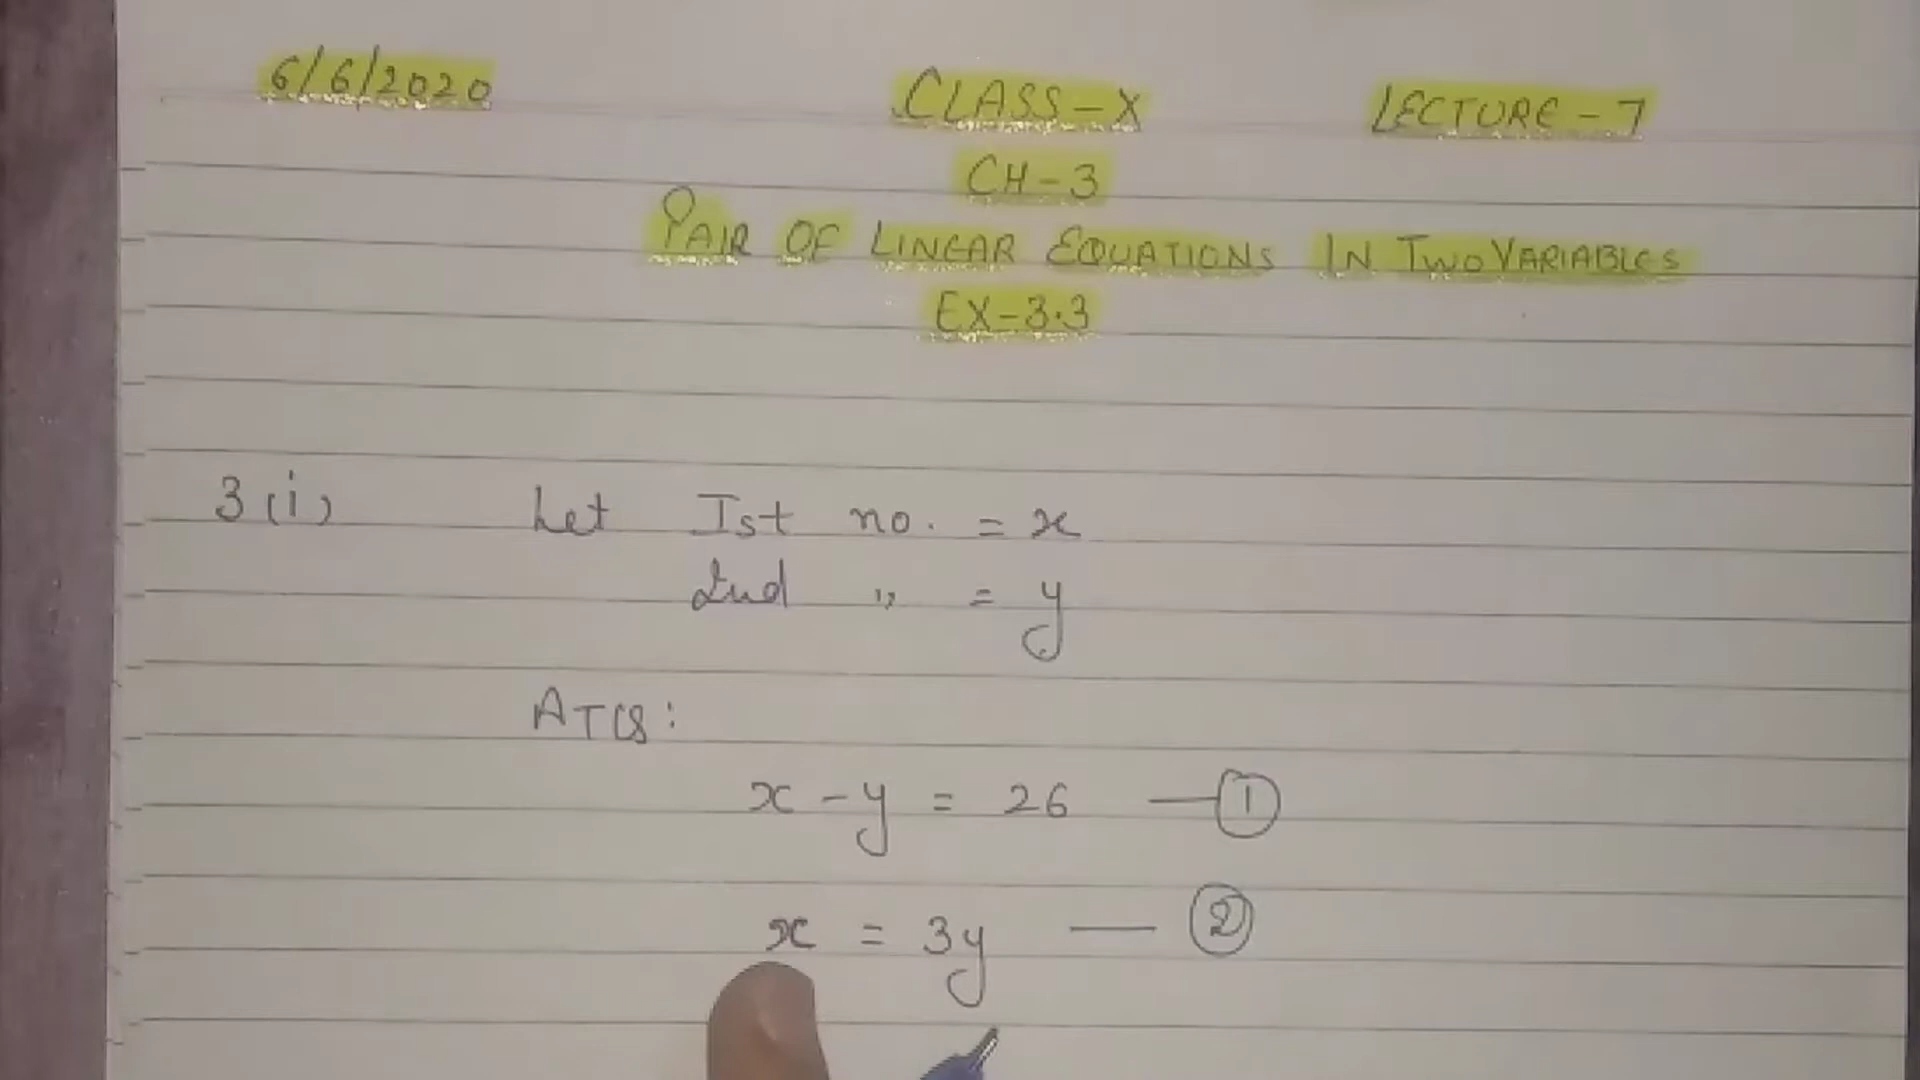 6/6/2020 CLASS-X LECTURE-7
CH-3
PAIR OF LINEAR EQUATIONS IN TWO VARIABLES
EX-3.3
3(i) Let Ist no. = x
2nd " = y
ATQ:
x - y = 26 — ①
x = 3y — ②